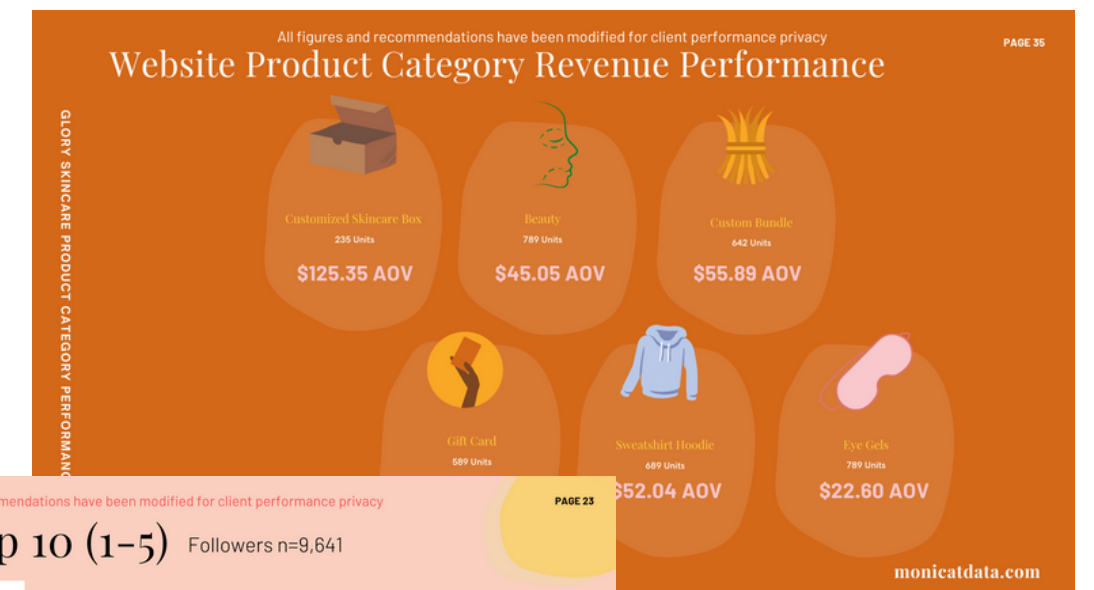 All figures and recommendations have been modified for client performance privacy
PAGE 35
Website Product Category Revenue Performance
GLORY SKINCARE PRODUCT CATEGORY
Customized Skincare Box
235 Units
$125.35 AOV
Beauty
789 Units
$45.05 AOV
Custom Bundle
642 Units
$55.89 AOV
Gift Card
589 Units
Sweatshirt Hoodie
689 Units
$52.04 AOV
Eye Gels
789 Units
$22.60 AOV
have been modified for client performance privacy
PAGE 23
10 (1-5)
Followers n=9,641
monicatdata.com